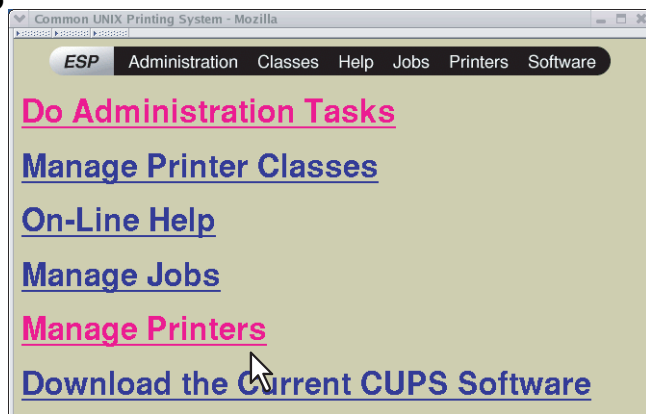 Common UNIX Printing System - Mozilla
ESP Administration Classes Help Jobs Printers Software
Do Administration Tasks
Manage Printer Classes
On-Line Help
Manage Jobs
Manage Printers
Download the Current CUPS Software